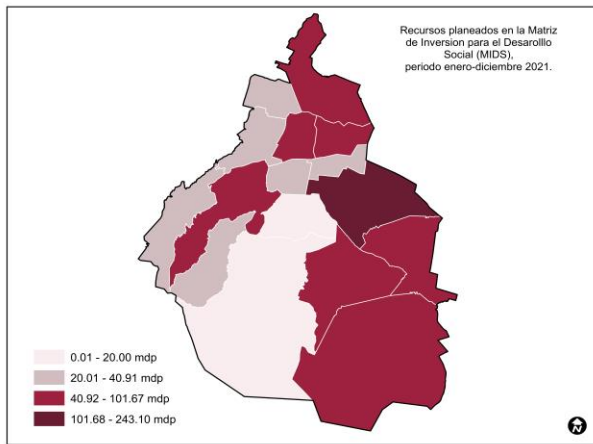 Recursos planeados en la Matriz
de Inversion para el Desarolllo
Social (MIDS),
periodo enero-diciembre 2021.
0.01 - 20.00 mdp
20.01 - 40.91 mdp
40.92 - 101.67 mdp
101.68 - 243.10 mdp
N